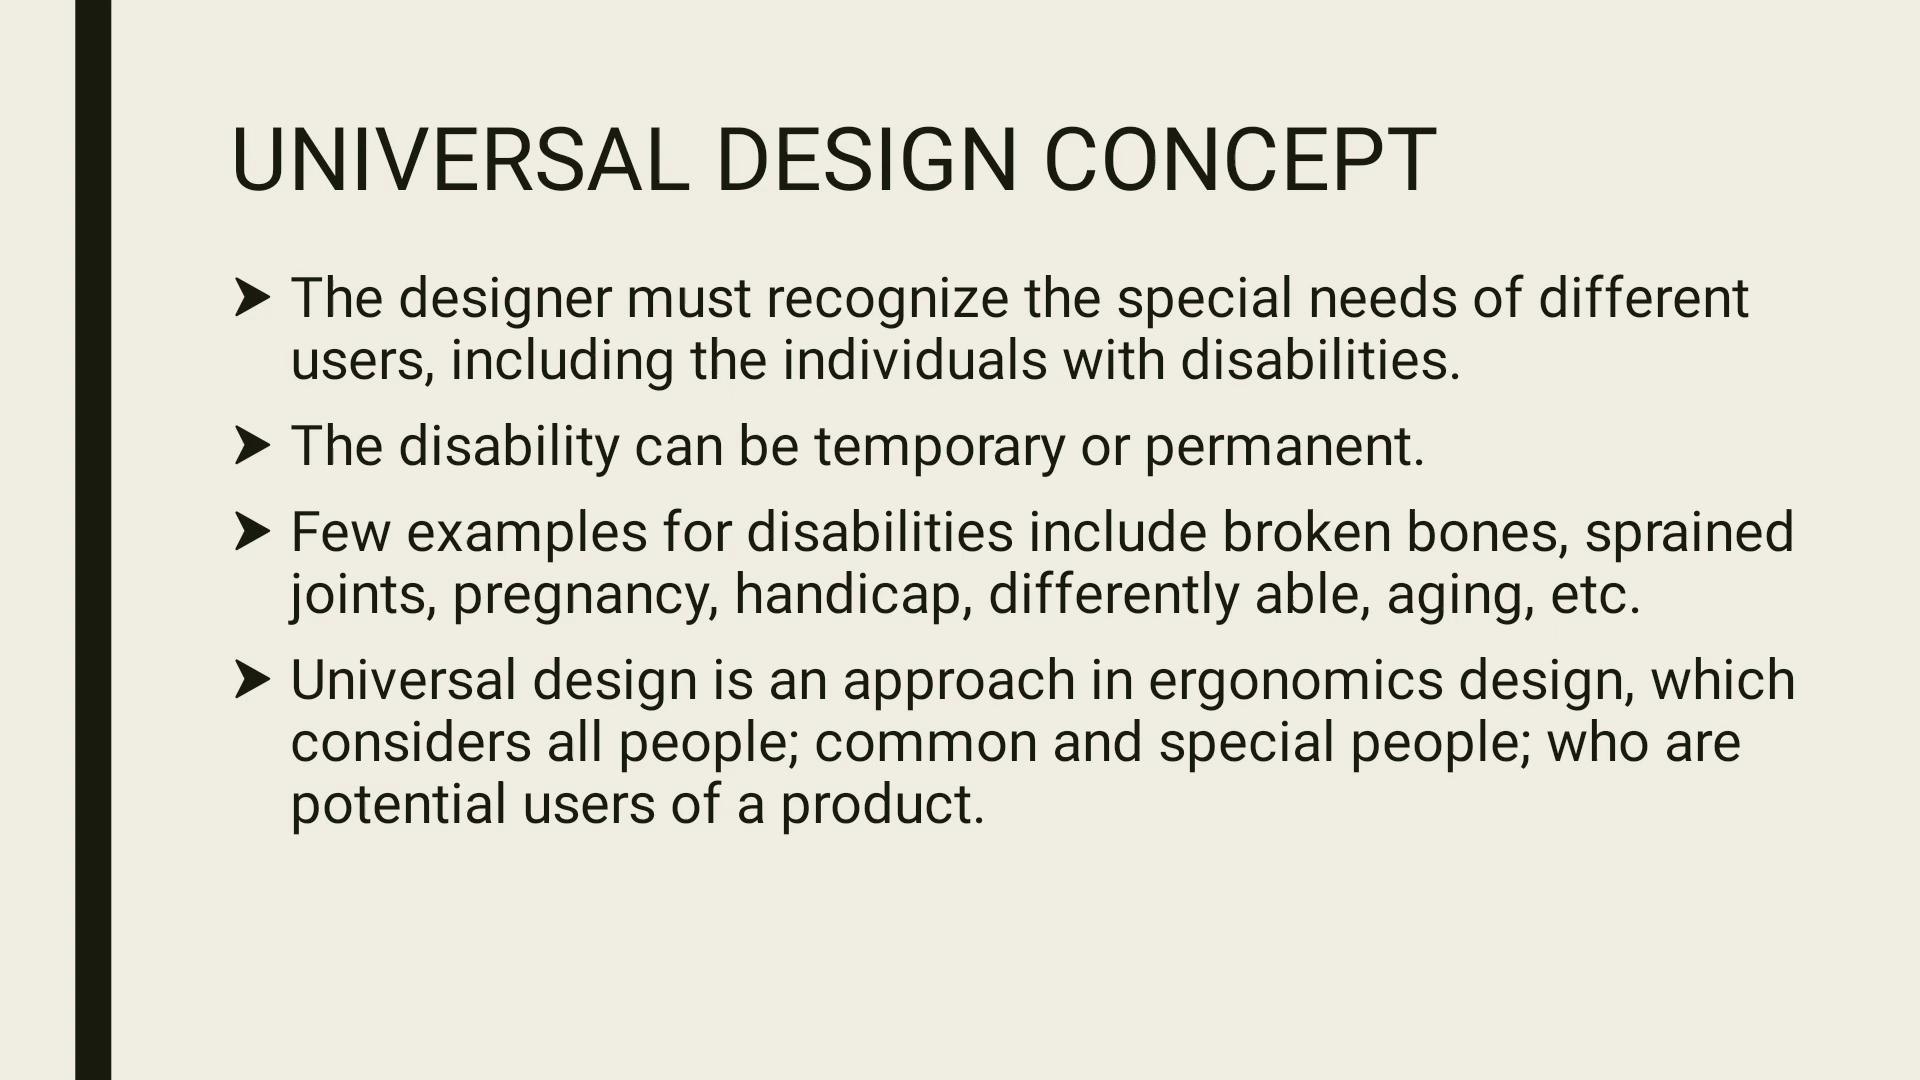 UNIVERSAL DESIGN CONCEPT
➤ The designer must recognize the special needs of different
users, including the individuals with disabilities.
➤ The disability can be temporary or permanent.
➤ Few examples for disabilities include broken bones, sprained
joints, pregnancy, handicap, differently able, aging, etc.
➤ Universal design is an approach in ergonomics design, which
considers all people; common and special people; who are
potential users of a product.